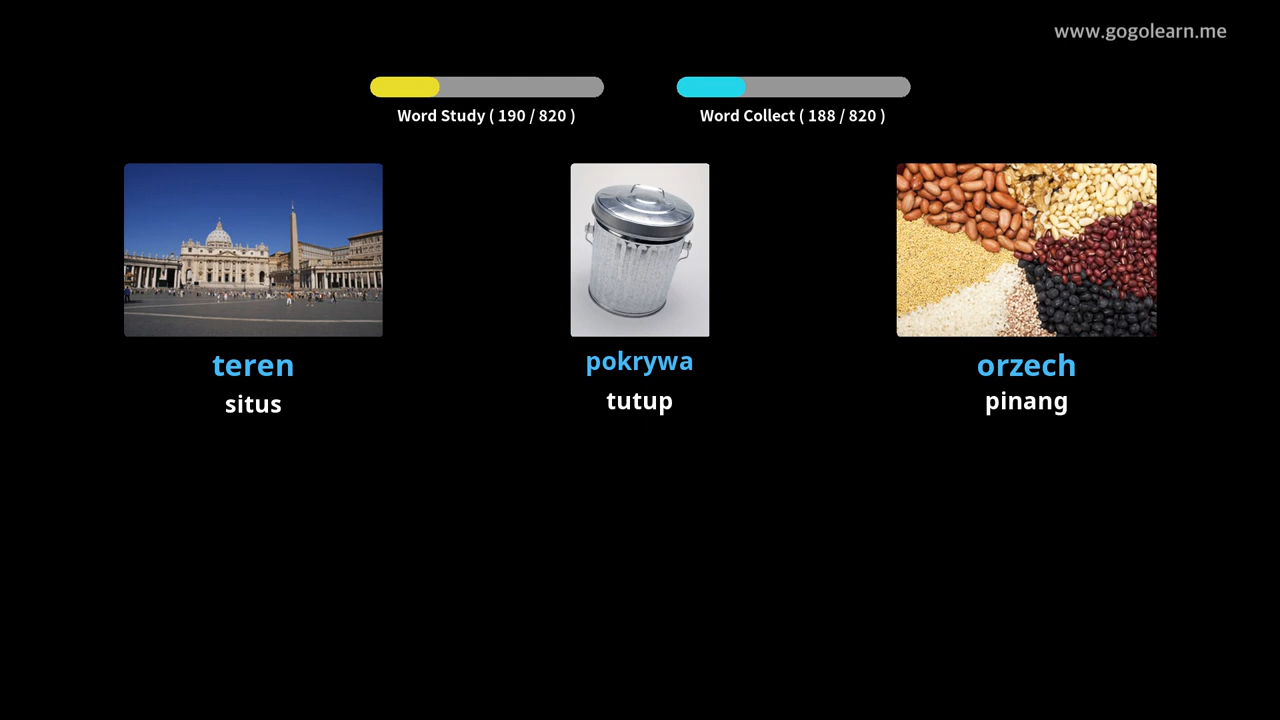 www.gogolearn.me
Word Study ( 190 / 820 )
Word Collect ( 188 / 820 )
teren
situs
pokrywa
tutup
orzech
pinang